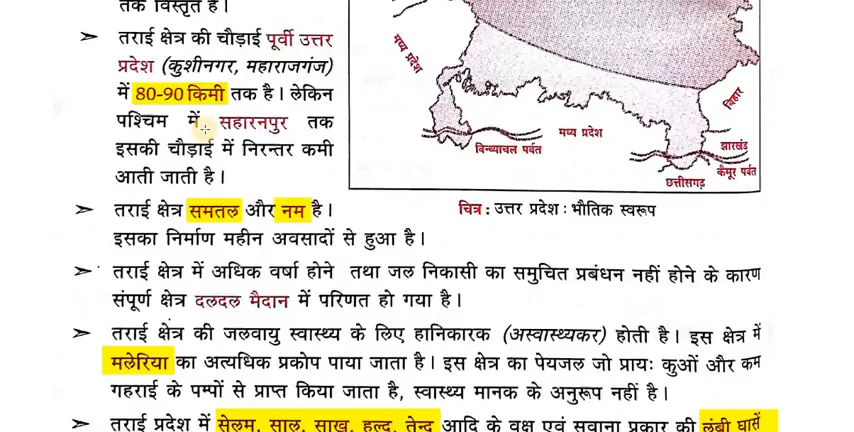 तक विस्तृत है।
➢ तराई क्षेत्र की चौड़ाई पूर्वी उत्तर
प्रदेश (कुशीनगर, महाराजगंज)
में 80-90 किमी तक है। लेकिन
पश्चिम में सहारनपुर तक
इसकी चौड़ाई में निरन्तर कमी
आती जाती है।
मध्य प्रदेश
विन्ध्याचल पर्वत
मध्य प्रदेश
बिहार
झारखंड
कैमूर पर्वत
छत्तीसगढ़
चित्र : उत्तर प्रदेश : भौतिक स्वरूप
➢ तराई क्षेत्र समतल और नम है।
इसका निर्माण महीन अवसादों से हुआ है।
➢ तराई क्षेत्र में अधिक वर्षा होने तथा जल निकासी का समुचित प्रबंधन नहीं होने के कारण
संपूर्ण क्षेत्र दलदल मैदान में परिणत हो गया है।
➢ तराई क्षेत्र की जलवायु स्वास्थ्य के लिए हानिकारक (अस्वास्थ्यकर) होती है। इस क्षेत्र में
मलेरिया का अत्यधिक प्रकोप पाया जाता है। इस क्षेत्र का पेयजल जो प्रायः कुओं और कम
गहराई के पम्पों से प्राप्त किया जाता है, स्वास्थ्य मानक के अनुरूप नहीं है।
➢ तराई प्रदेश में सेलम, साल, साखू, हल्दू, तेन्दू आदि के वृक्ष एवं सवाना प्रकार की लंबी घासें